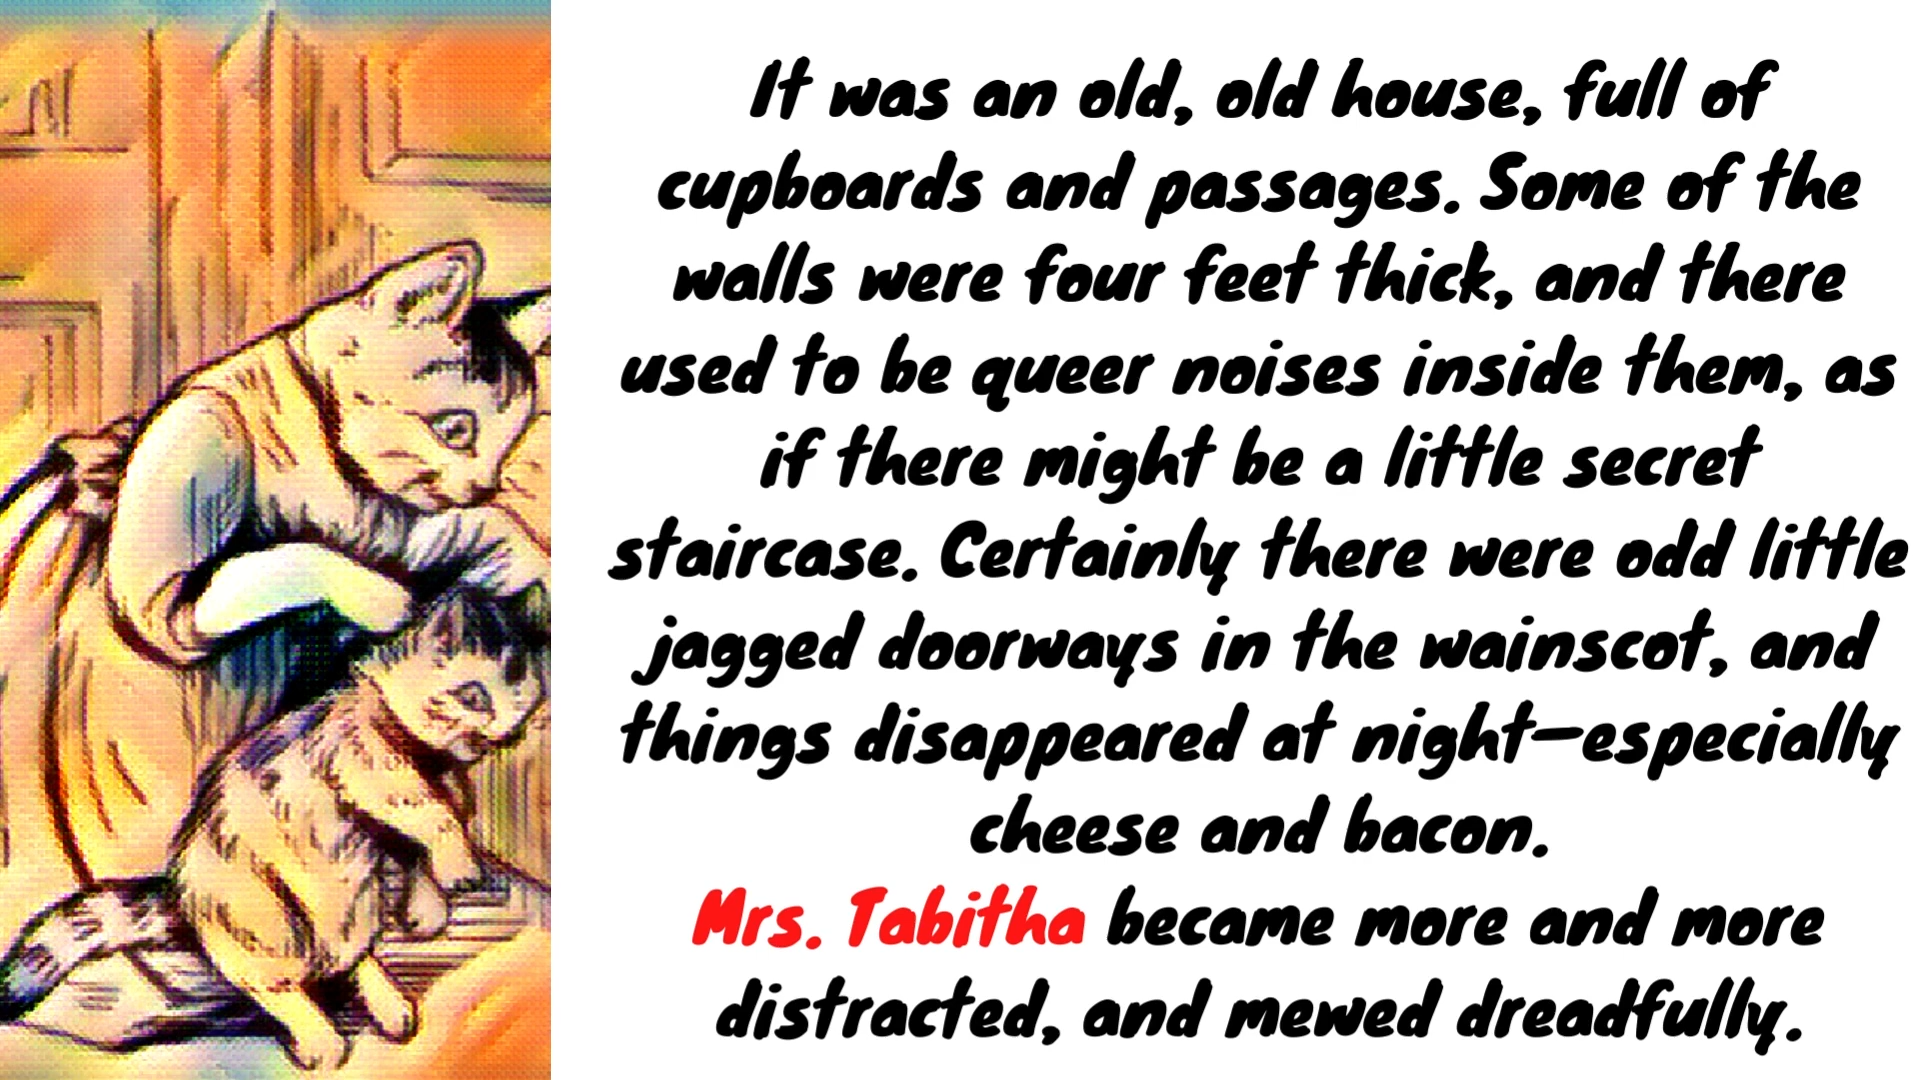 It was an old, old house, full of
cupboards and passages. Some of the
walls were four feet thick, and there
used to be queer noises inside them, as
if there might be a little secret
staircase. Certainly there were odd little
jagged doorways in the wainscot, and
things disappeared at night—especially
cheese and bacon.
Mrs. Tabitha became more and more
distracted, and mewed dreadfully.